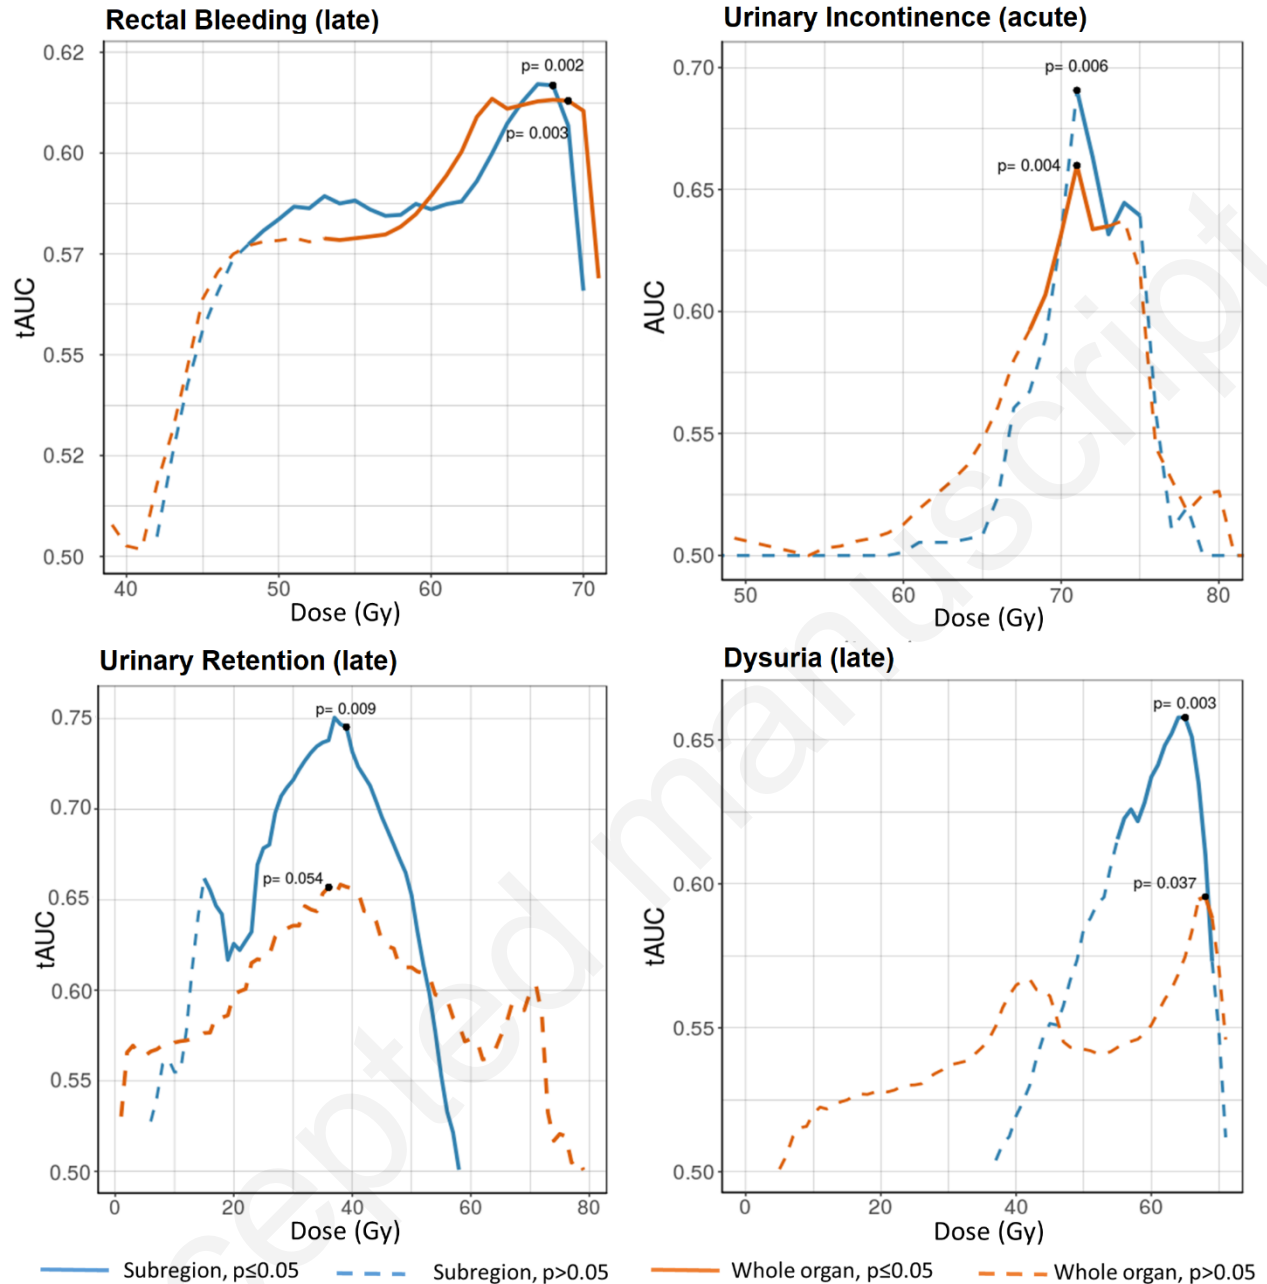 Rectal Bleeding (late)
0.62
0.60
0.57
0.55
0.52
0.50
tAUC
p= 0.002
p= 0.003
40 50 60 70
Dose (Gy)
Urinary Incontinence (acute)
0.70
0.65
0.60
0.55
0.50
AUC
p= 0.006
p= 0.004
50 60 70 80
Dose (Gy)
Urinary Retention (late)
0.75
0.70
0.65
0.60
0.55
0.50
tAUC
p= 0.009
p= 0.054
0 20 40 60 80
Dose (Gy)
Dysuria (late)
0.65
0.60
0.55
0.50
tAUC
p= 0.003
p= 0.037
0 20 40 60
Dose (Gy)
Subregion, p≤0.05 Subregion, p>0.05 Whole organ, p≤0.05 Whole organ, p>0.05
cepted manuscript